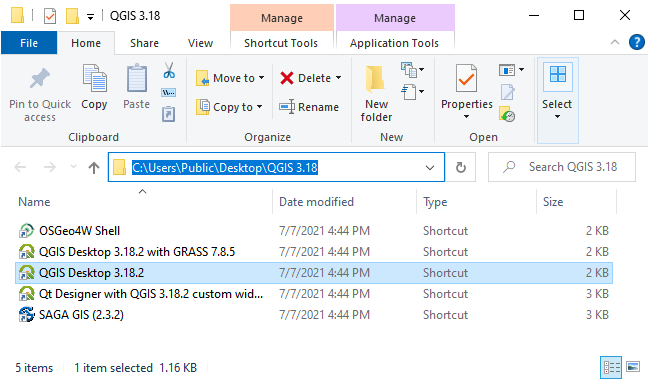 QGIS 3.18
Manage
Manage
File
Home
Share
View
Shortcut Tools
Application Tools
Pin to Quick access
Copy
Paste
Move to
Copy to
Delete
Rename
New folder
Properties
Select
Clipboard
Organize
New
Open
C:\Users\Public\Desktop\QGIS 3.18
Search QGIS 3.18
Name
Date modified
Type
Size
OSGeo4W Shell 7/7/2021 4:44 PM Shortcut 2 KB
QGIS Desktop 3.18.2 with GRASS 7.8.5 7/7/2021 4:44 PM Shortcut 2 KB
QGIS Desktop 3.18.2 7/7/2021 4:44 PM Shortcut 2 KB
Qt Designer with QGIS 3.18.2 custom wid... 7/7/2021 4:44 PM Shortcut 3 KB
SAGA GIS (2.3.2) 7/7/2021 4:44 PM Shortcut 3 KB
5 items 1 item selected 1.16 KB